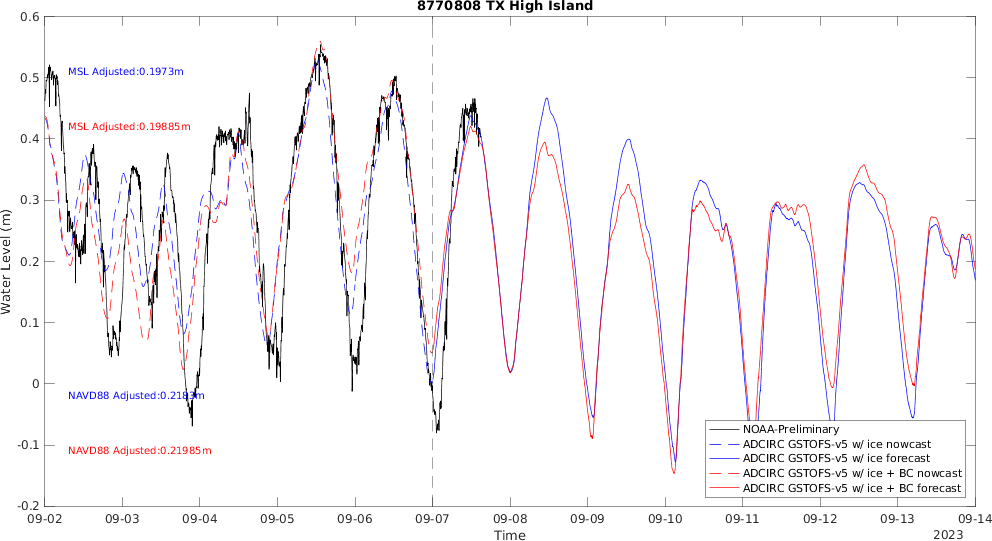 8770808 TX High Island
Water Level (m)
0.6
0.5
0.4
0.3
0.2
0.1
0
-0.1
-0.2
MSL Adjusted:0.1973m
MSL Adjusted:0.19885m
NAVD88 Adjusted:0.2183m
NAVD88 Adjusted:0.21985m
NOAA-Preliminary
ADCIRC GSTOFS-v5 w/ ice nowcast
ADCIRC GSTOFS-v5 w/ ice forecast
ADCIRC GSTOFS-v5 w/ ice + BC nowcast
ADCIRC GSTOFS-v5 w/ ice + BC forecast
09-02 09-03 09-04 09-05 09-06 09-07 09-08 09-09 09-10 09-11 09-12 09-13 09-14
Time
2023